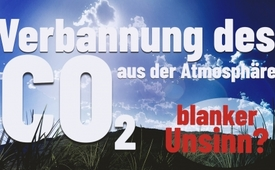 Verbannung des
CO2 aus der Atmosphäre
blanker
Unsinn?